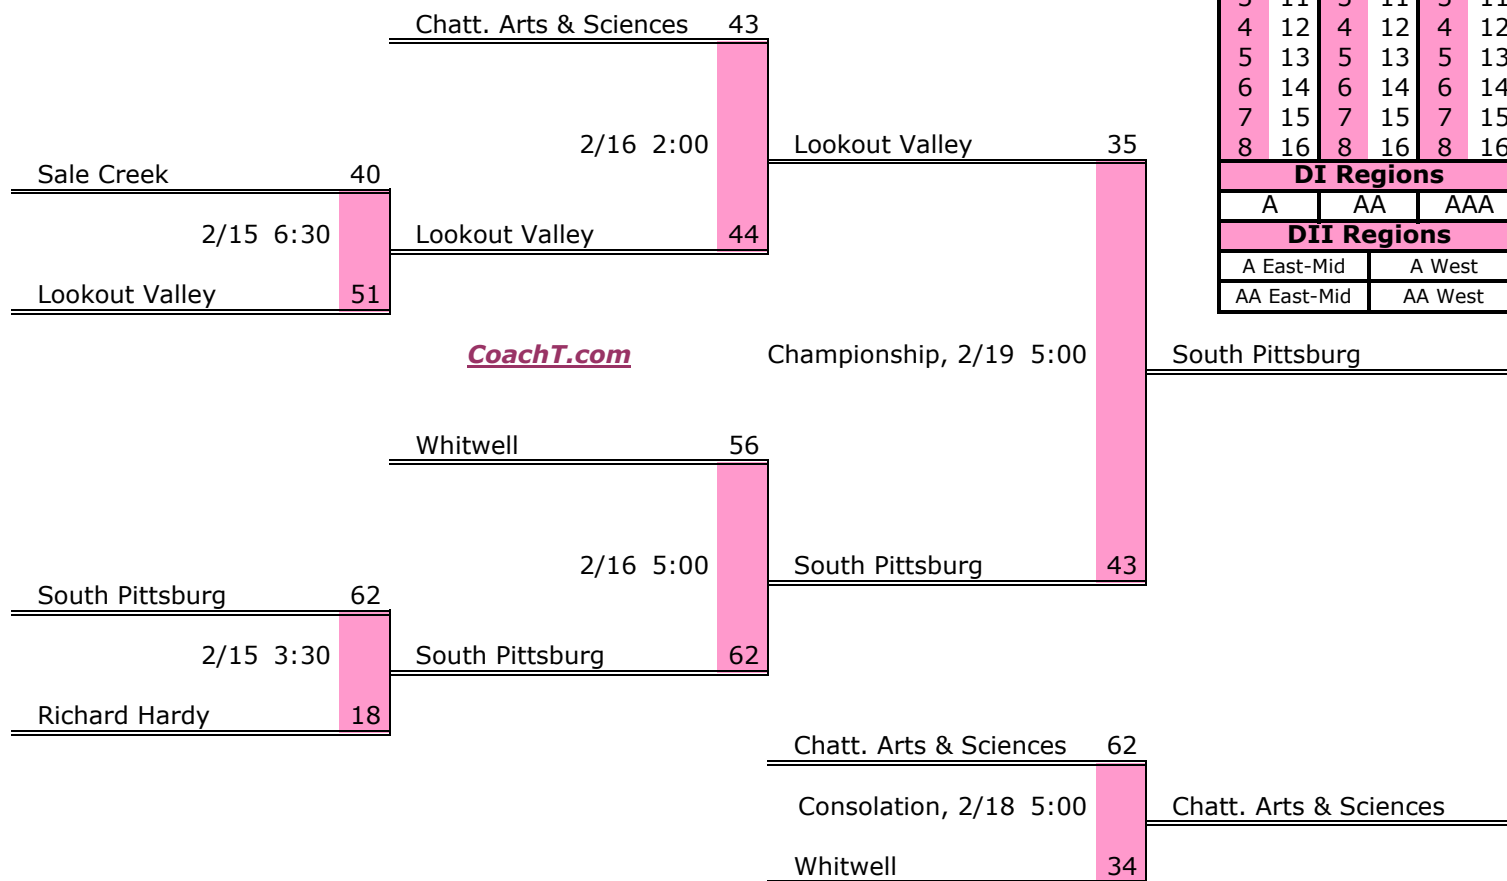 Chatt. Arts & Sciences 43
4 12 4 12 4 12
5 13 5 13 5 13
6 14 6 14 6 14
2/16 2:00 Lookout Valley 35
7 15 7 15 7 15
8 16 8 16 8 16
Sale Creek 40
DI Regions
A AA AAA
2/15 6:30 Lookout Valley 44
DII Regions
A East-Mid A West
Lookout Valley 51
AA East-Mid AA West
CoachT.com Championship, 2/19 5:00 South Pittsburg
Whitwell 56
2/16 5:00 South Pittsburg 43
South Pittsburg 62
2/15 3:30 South Pittsburg 62
Richard Hardy 18
Chatt. Arts & Sciences 62
Consolation, 2/18 5:00 Chatt. Arts & Sciences
Whitwell 34